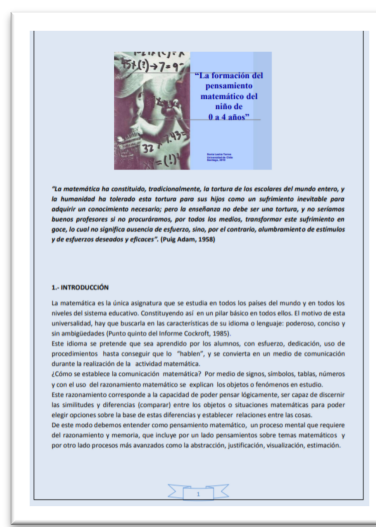 “La formación del
pensamiento
matemático del
niño de
0 a 4 años”
“La matemática ha constituido, tradicionalmente, la tortura de los escolares del mundo entero, y
la humanidad ha tolerado esta tortura para sus hijos como un sufrimiento inevitable para
adquirir un conocimiento necesario; pero la enseñanza no debe ser una tortura, y no seríamos
buenos profesores si no procuráramos, por todos los medios, transformar este sufrimiento en
goce, lo cual no significa ausencia de esfuerzo, sino, por el contrario, alumbramiento de estímulos
y de esfuerzos deseados y eficaces”. (Puig Adam, 1958)
1.- INTRODUCCIÓN
La matemática es la única asignatura que se estudia en todos los países del mundo y en todos los
niveles del sistema educativo. Constituyendo así en un pilar básico en todos ellos. El motivo de esta
universalidad, hay que buscarla en las características de su idioma o lenguaje: poderoso, conciso y
sin ambigüedades (Punto quinto del Informe Cockroft, 1985).
Este idioma se pretende que sea aprendido por los alumnos, con esfuerzo, dedicación, uso de
procedimientos hasta conseguir que lo “hablen”, y se convierta en un medio de comunicación
durante la realización de la actividad matemática.
¿Cómo se establece la comunicación matemática? Por medio de signos, símbolos, tablas, números
y con el uso del razonamiento matemático se explican los objetos o fenómenos en estudio.
Este razonamiento corresponde a la capacidad de poder pensar lógicamente, ser capaz de discernir
las similitudes y diferencias (comparar) entre los objetos o situaciones matemáticas para poder
elegir opciones sobre la base de estas diferencias y establecer relaciones entre las cosas.
De este modo debemos entender como pensamiento matemático, un proceso mental que requiere
del razonamiento y memoria, que incluye por un lado pensamientos sobre temas matemáticos y
por otro lado procesos más avanzados como la abstracción, justificación, visualización, estimación.
1